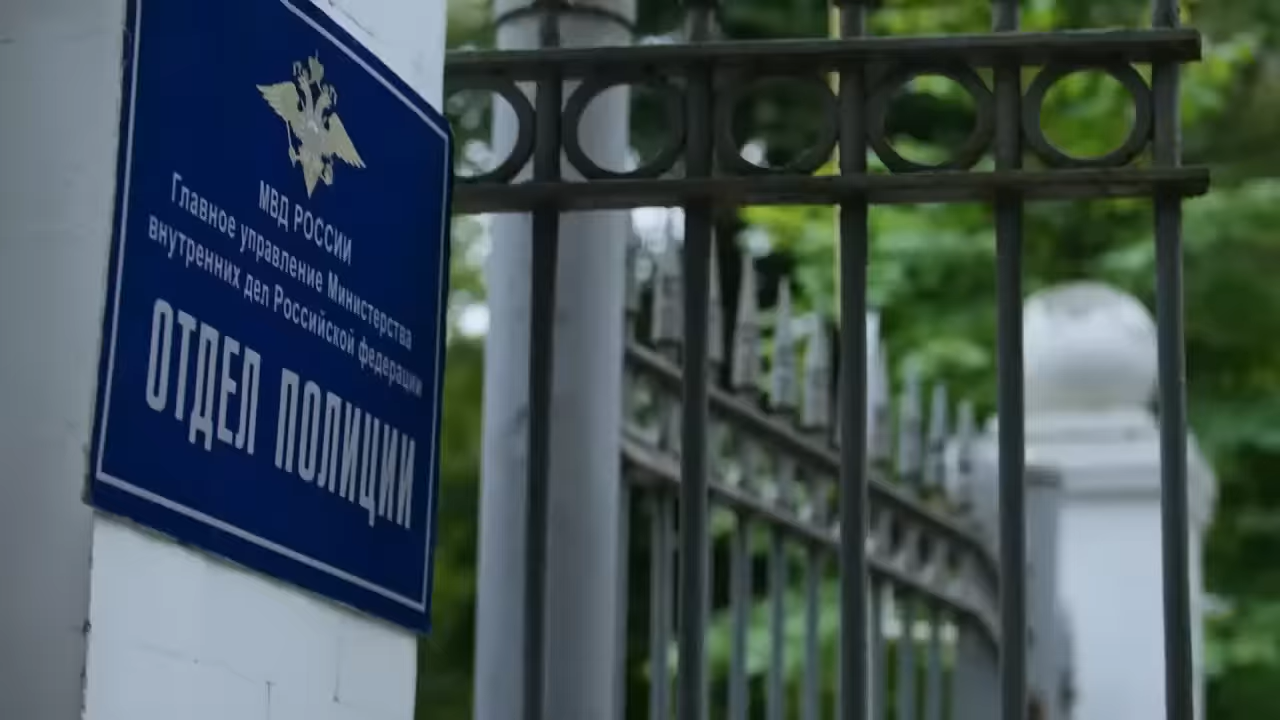 МВД РОССИИ
Главное управление Министерства
внутренних дел Российской федерации
ОТДЕЛ ПОЛИЦИИ